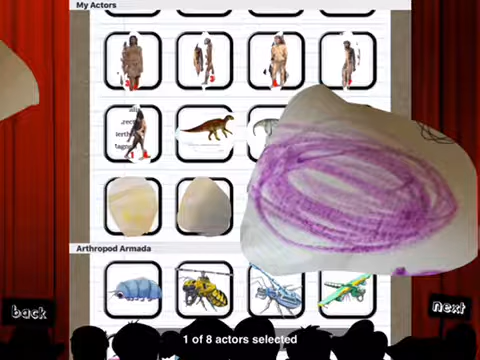 My Actors
Arthropod Armada
back
next
1 of 8 actors selected